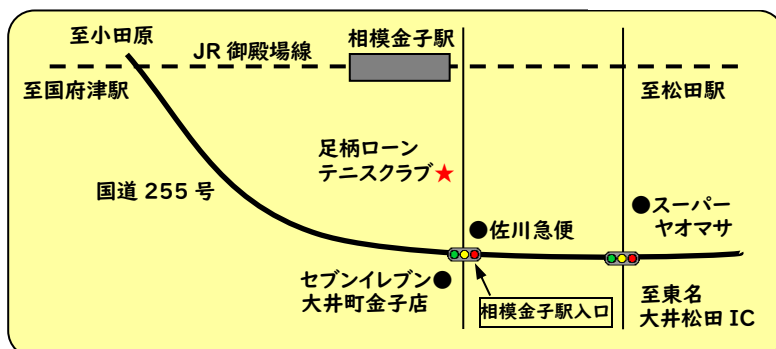 至小田原
JR 御殿場線
相模金子駅
至国府津駅
至松田駅
足柄ローン
テニスクラブ★
国道 255 号
●スーパー
ヤオマサ
●佐川急便
セブンイレブン●
大井町金子店
相模金子駅入口
至東名
大井松田 IC